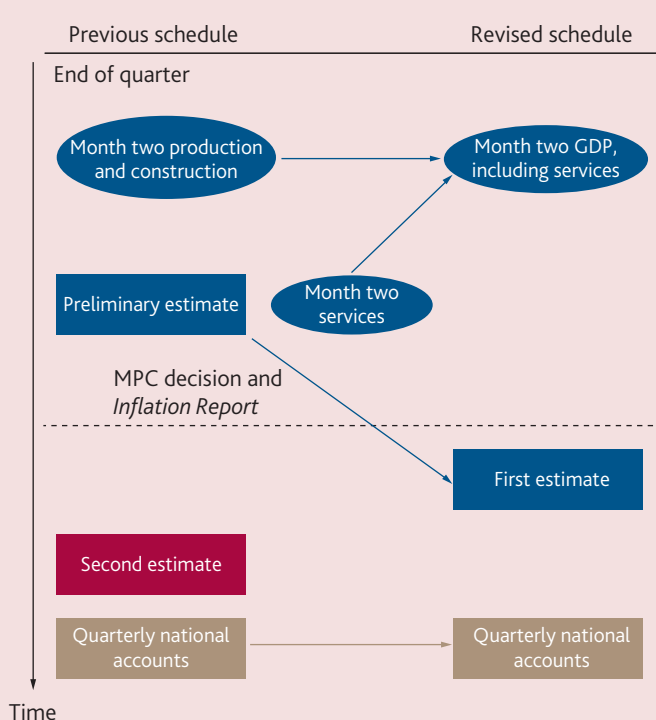 Previous schedule
Revised schedule
End of quarter
Month two production
and construction
Month two GDP,
including services
Preliminary estimate
Month two
services
MPC decision and
Inflation Report
First estimate
Second estimate
Quarterly national
accounts
Quarterly national
accounts
Time